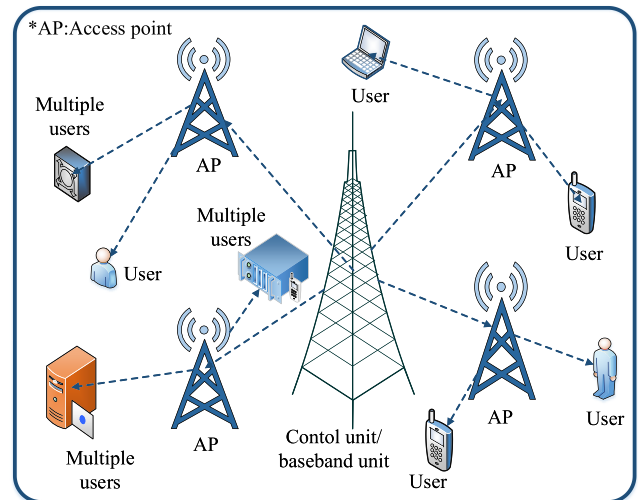 *AP:Access point
User
Multiple
users
AP
AP
Multiple
users
User
User
AP
AP
User
Contol unit/
baseband unit
Multiple
users
User